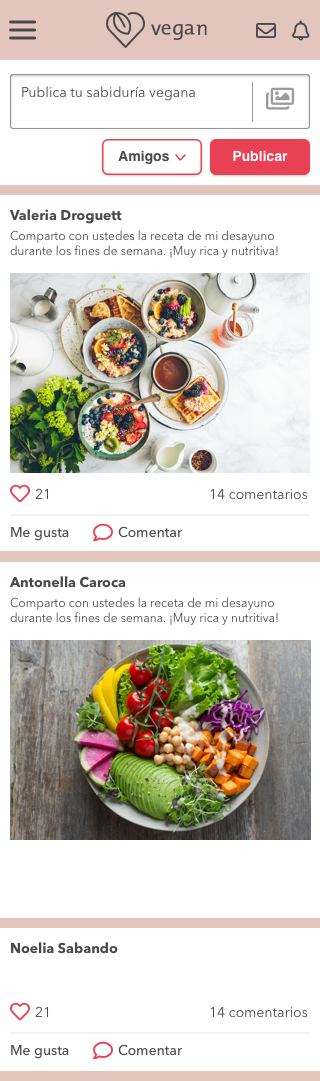 vegan
Publica tu sabiduría vegana
Amigos
Publicar
Valeria Droguett
Comparto con ustedes la receta de mi desayuno
durante los fines de semana. ¡Muy rica y nutritiva!
21
14 comentarios
Me gusta
Comentar
Antonella Caroca
Comparto con ustedes la receta de mi desayuno
durante los fines de semana. ¡Muy rica y nutritiva!
Noelia Sabando
21
14 comentarios
Me gusta
Comentar